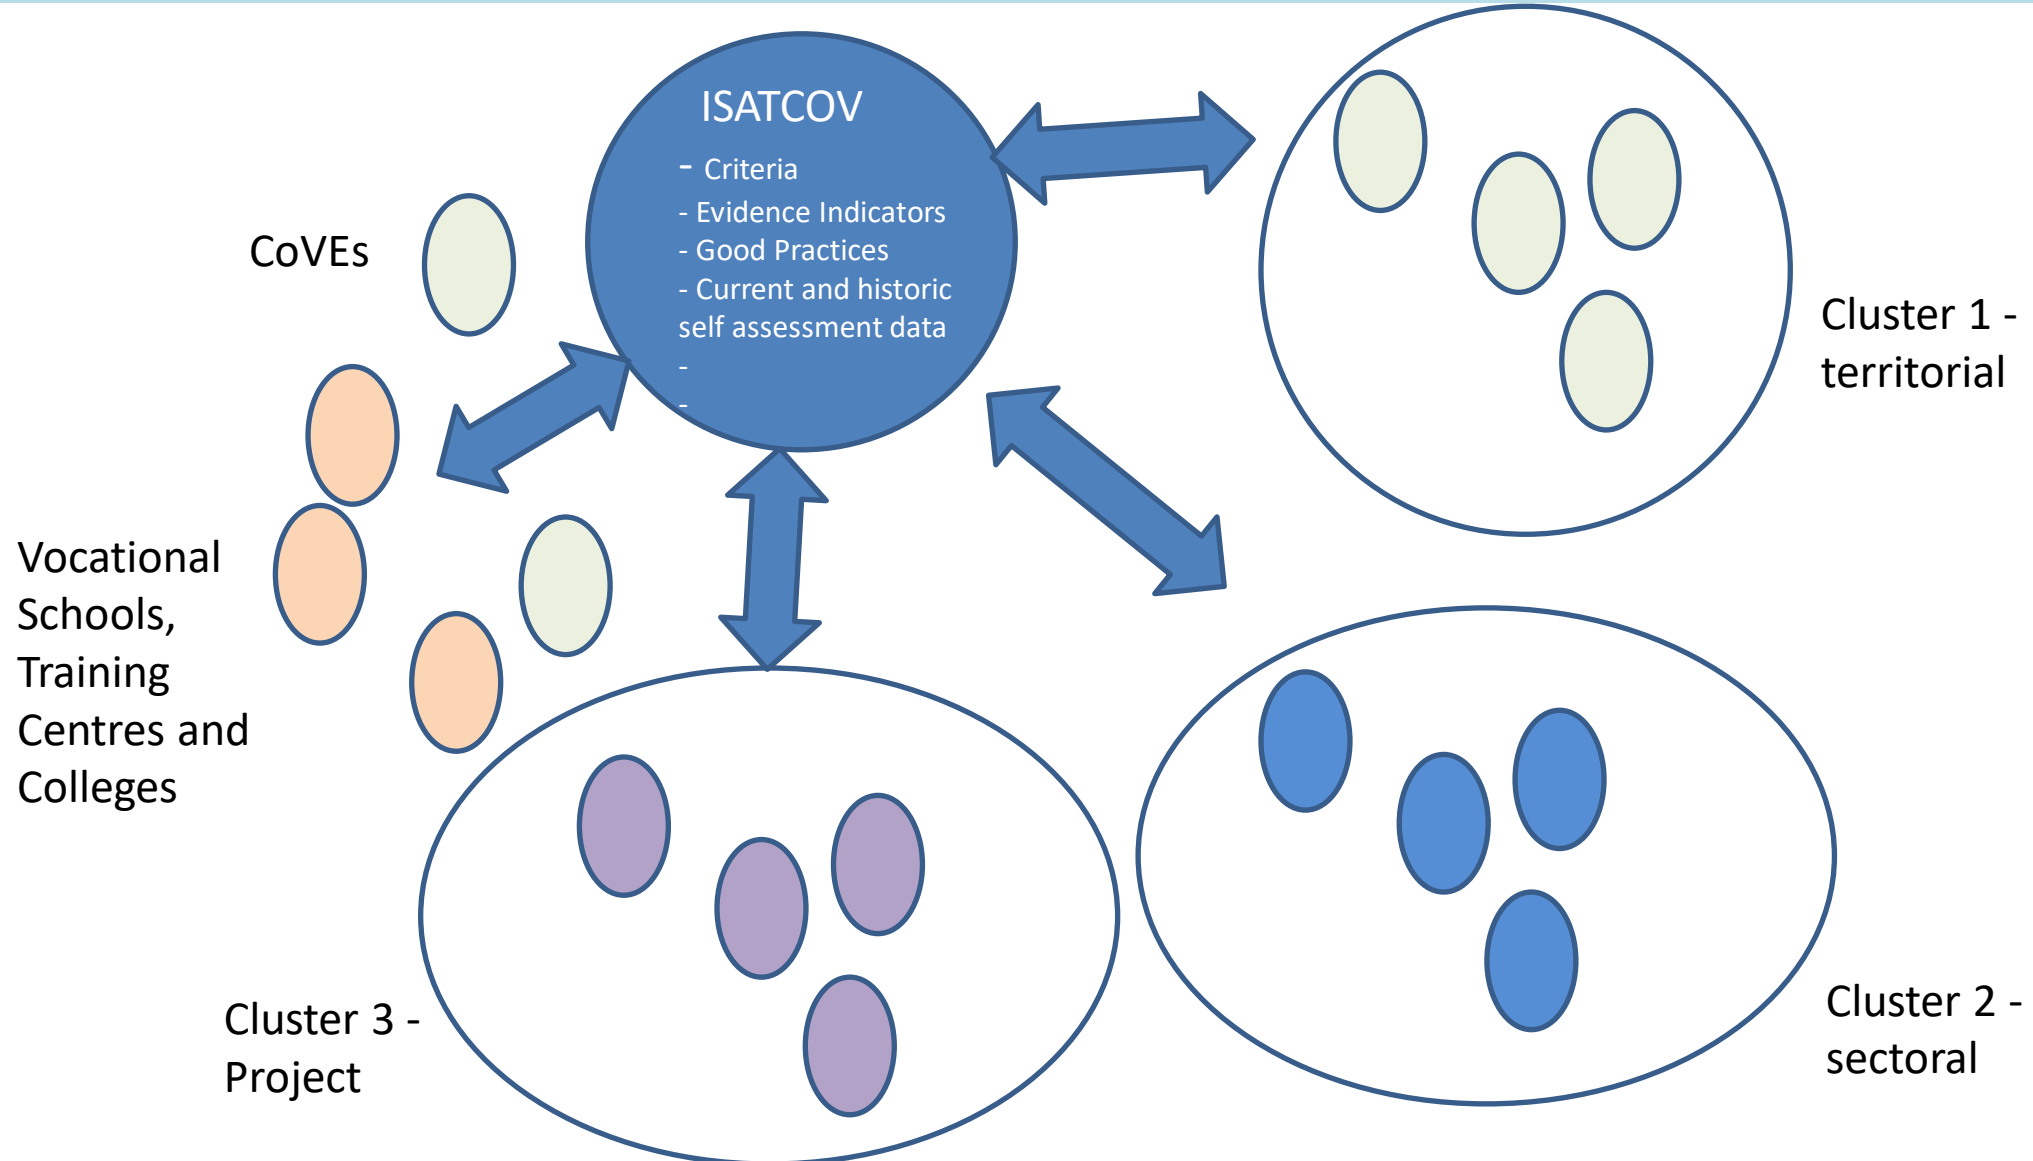 ISATCOV
- Criteria
- Evidence Indicators
- Good Practices
- Current and historic
self assessment data
-
-
CoVEs
Vocational
Schools,
Training
Centres and
Colleges
Cluster 1 -
territorial
Cluster 2 -
sectoral
Cluster 3 -
Project